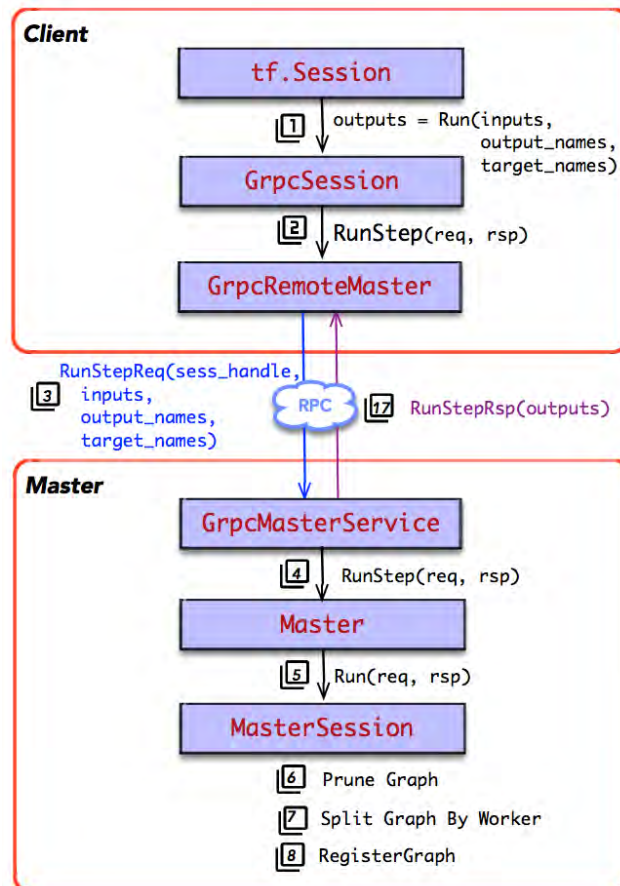 Client
tf.Session
1 outputs = Run(inputs,
output_names,
target_names)
GrpcSession
2 RunStep(req, rsp)
GrpcRemoteMaster
RunStepReq(sess_handle,
3 inputs,
output_names,
target_names)
RPC
17 RunStepRsp(outputs)
Master
GrpcMasterService
4 RunStep(req, rsp)
Master
5 Run(req, rsp)
MasterSession
6 Prune Graph
7 Split Graph By Worker
8 RegisterGraph